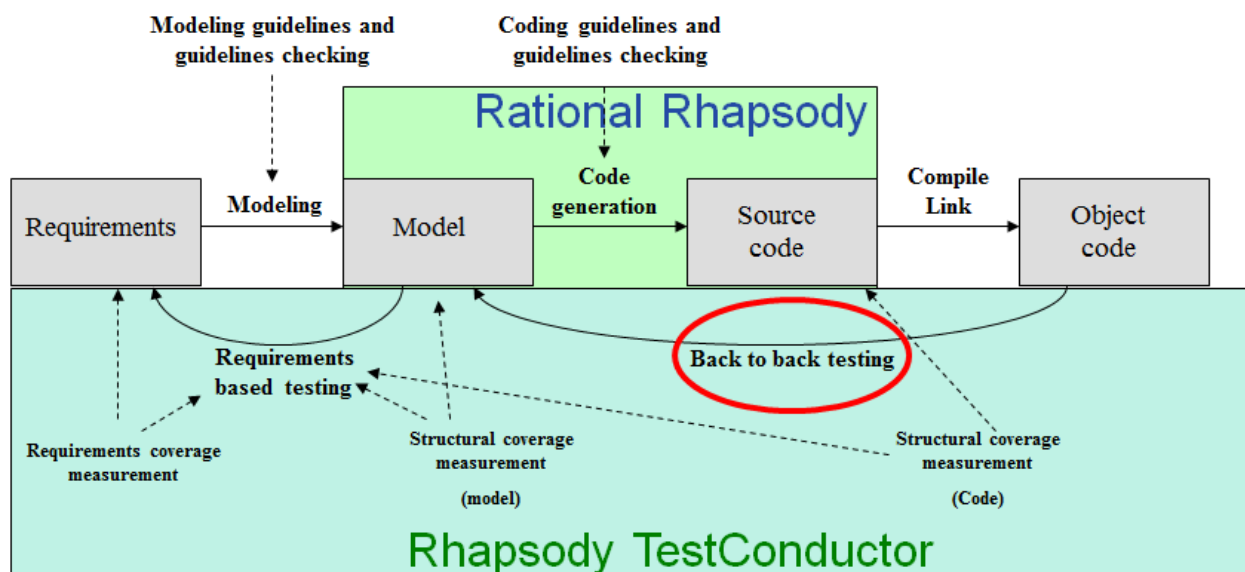 Modeling guidelines and
guidelines checking
Coding guidelines and
guidelines checking
Rational Rhapsody
Requirements
Modeling
Model
Code
generation
Source
code
Compile
Link
Object
code
Requirements
based testing
Back to back testing
Requirements coverage
measurement
Structural coverage
measurement
(model)
Structural coverage
measurement
(Code)
Rhapsody TestConductor